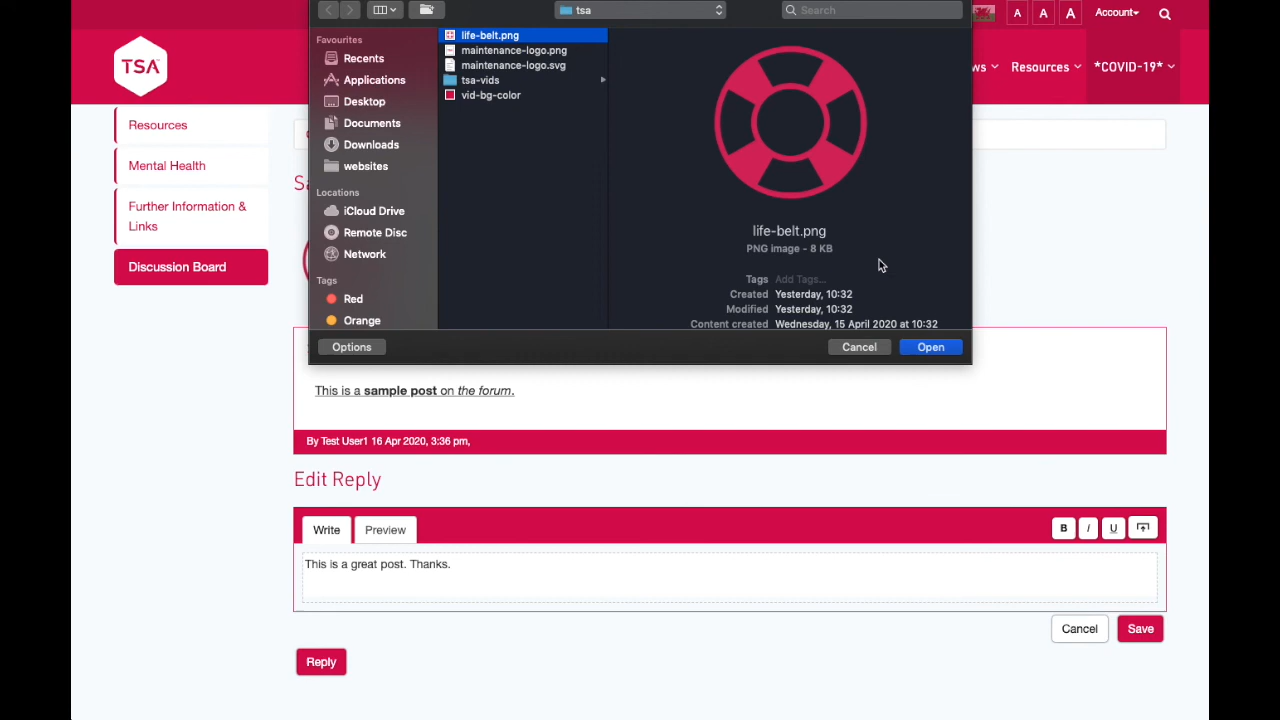 tsa
Search
A
A
A
Account
TSA
ws
Resources
*COVID-19*
Favourites
Recents
Applications
Desktop
Documents
Downloads
websites
Locations
iCloud Drive
Remote Disc
Network
Tags
Red
Orange
life-belt.png
maintenance-logo.png
maintenance-logo.svg
tsa-vids
vid-bg-color
life-belt.png
PNG image - 8 KB
Tags Add Tags...
Created Yesterday, 10:32
Modified Yesterday, 10:32
Content created Wednesday, 15 April 2020 at 10:32
Options
Cancel
Open
Resources
Mental Health
Further Information &
Links
Discussion Board
Sa
This is a sample post on the forum.
By Test User1 16 Apr 2020, 3:36 pm,
Edit Reply
Write
Preview
B
I
U
This is a great post. Thanks.
Cancel
Save
Reply